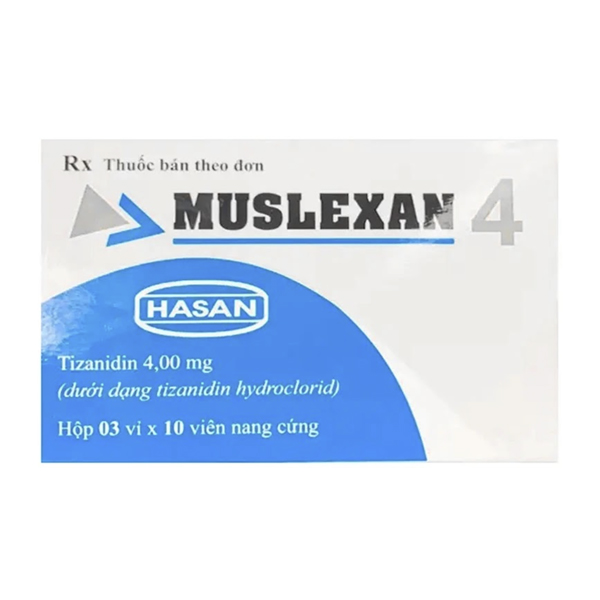 Rx Thuốc bán theo đơn
MUSLEXAN 4
HASAN
Tizanidin 4,00 mg
(dưới dạng tizanidin hydroclorid)
Hộp 03 vỉ x 10 viên nang cứng